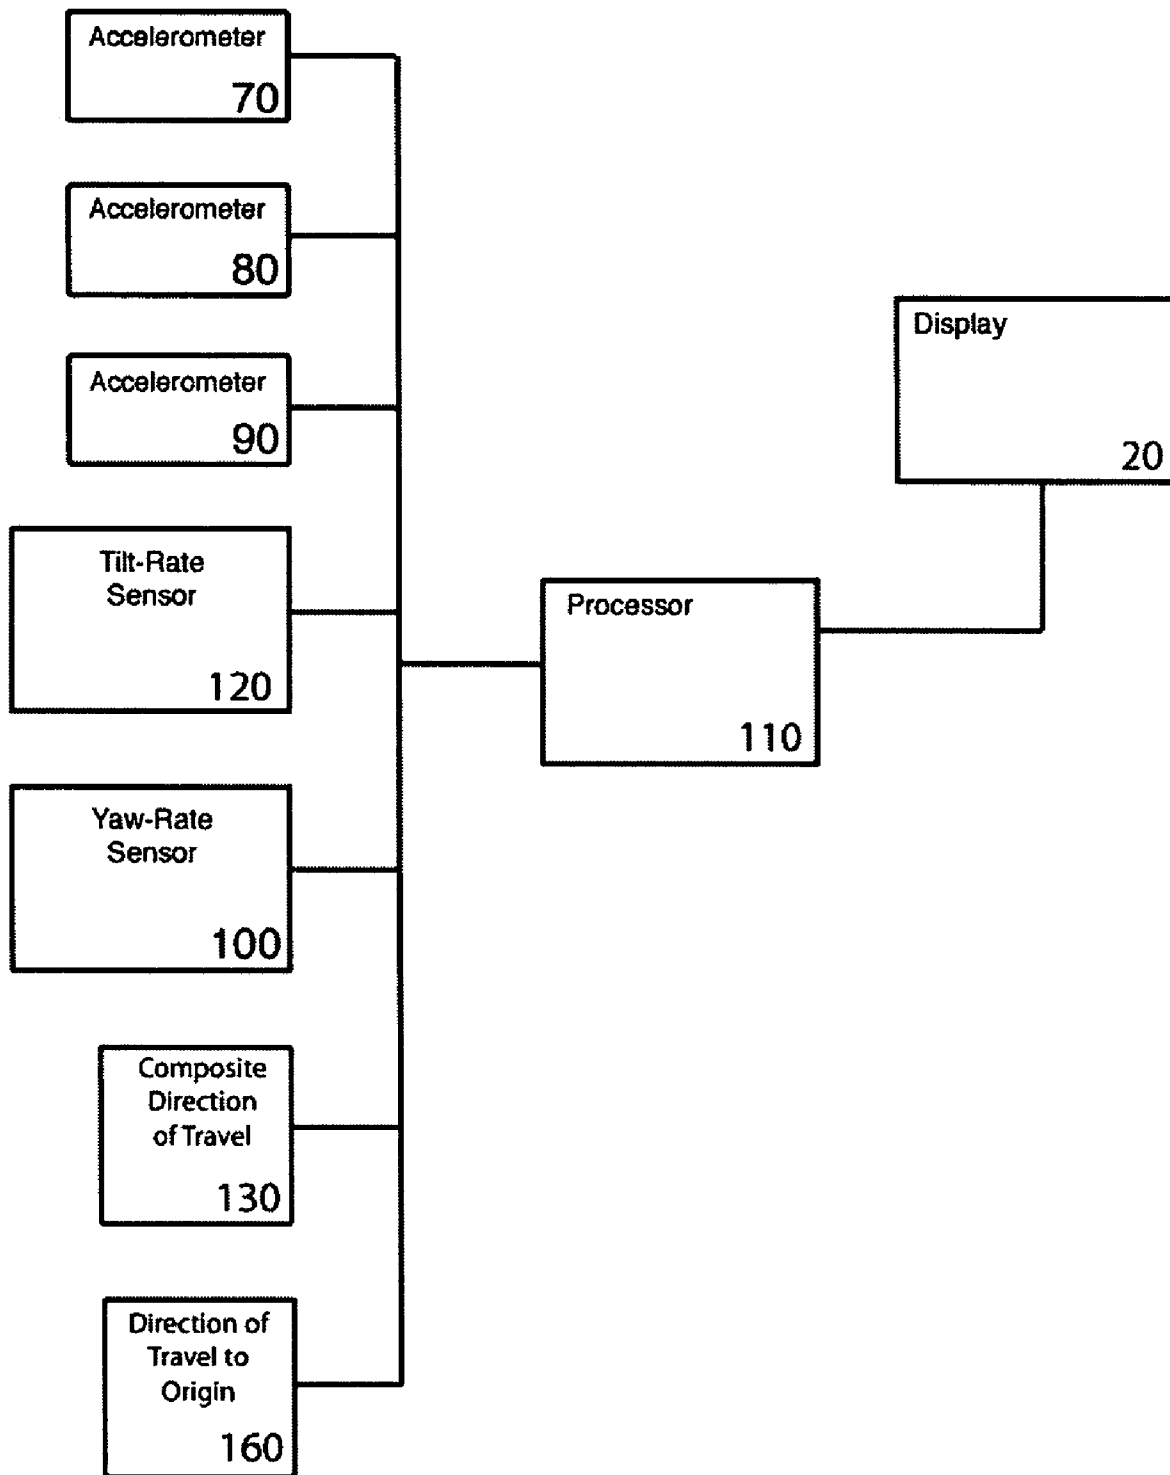 Accelerometer
70
Accelerometer
80
Accelerometer
90
Tilt-Rate
Sensor
120
Yaw-Rate
Sensor
100
Composite
Direction
of Travel
130
Direction of
Travel to
Origin
160
Processor
110
Display
20